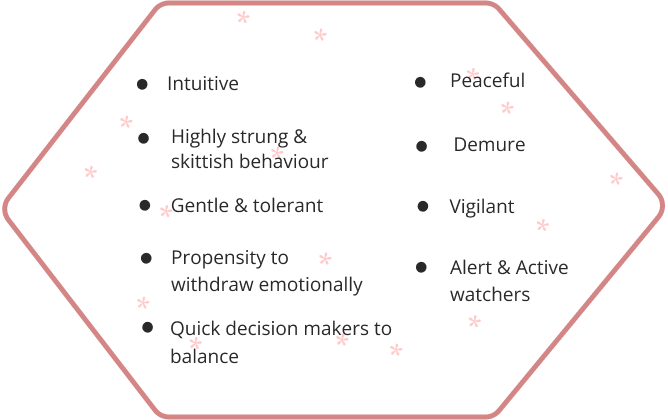 Intuitive
Highly strung &
skittish behaviour
Gentle & tolerant
Propensity to
withdraw emotionally
Quick decision makers to
balance
Peaceful
Demure
Vigilant
Alert & Active
watchers